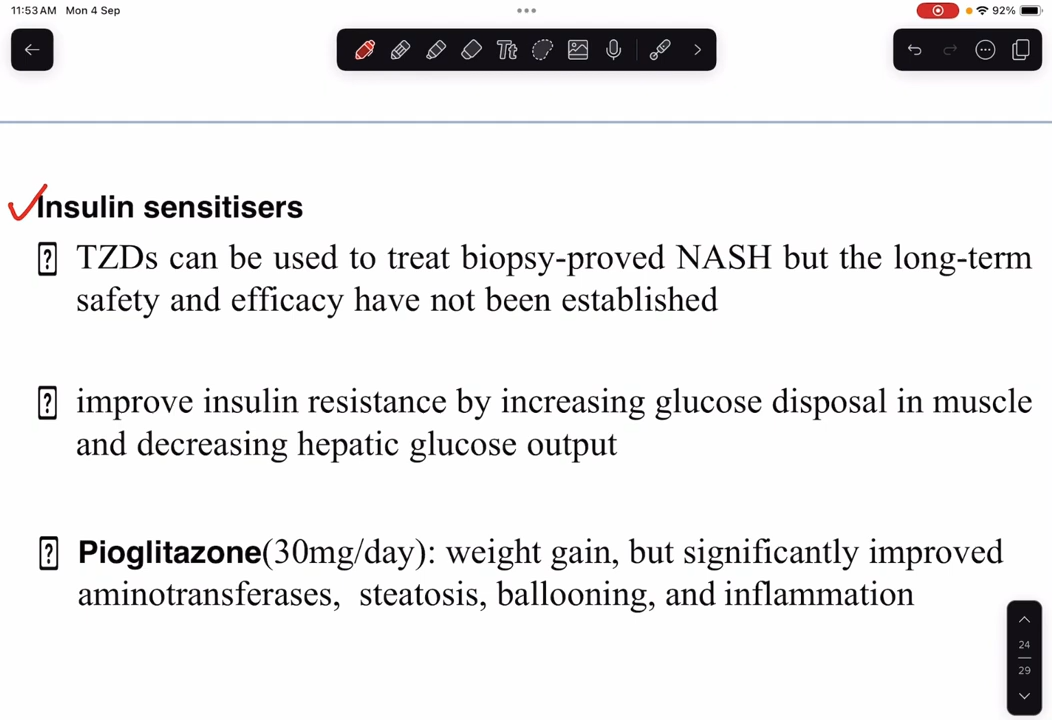 11:53 AM Mon 4 Sep
92%
Tt
Insulin sensitisers
TZDs can be used to treat biopsy-proved NASH but the long-term
safety and efficacy have not been established
improve insulin resistance by increasing glucose disposal in muscle
and decreasing hepatic glucose output
Pioglitazone(30mg/day): weight gain, but significantly improved
aminotransferases, steatosis, ballooning, and inflammation
24
29